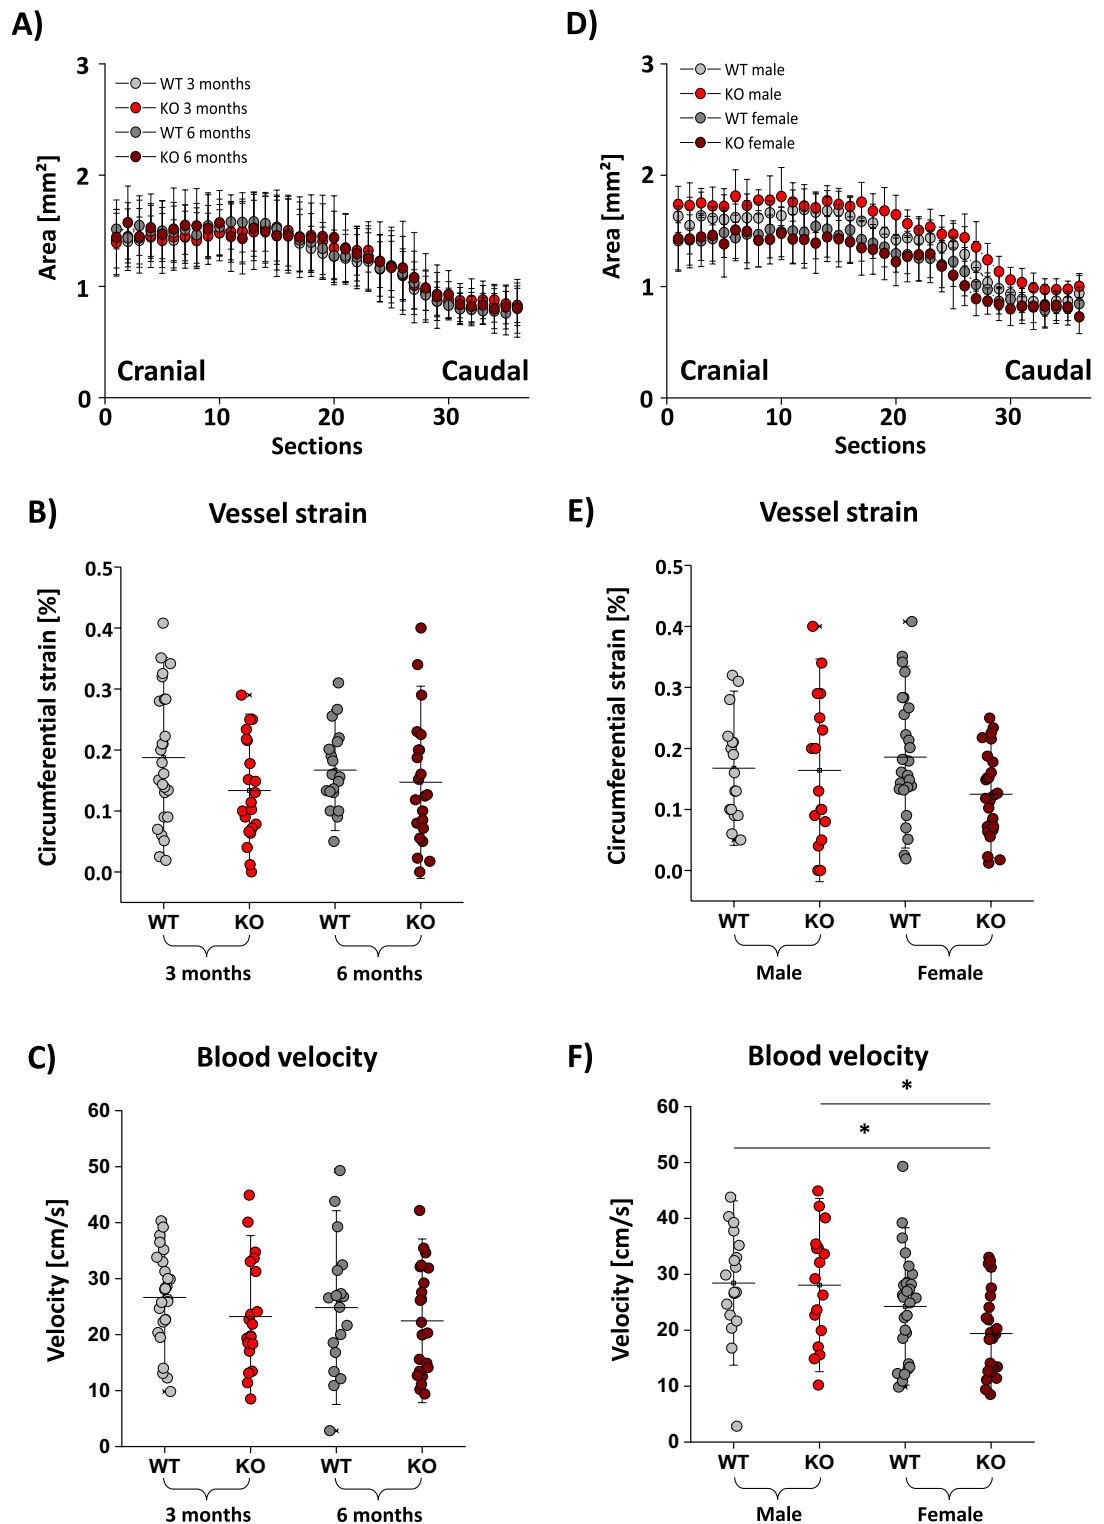 A)
3
2
1
0
Area [mm²]
WT 3 months
KO 3 months
WT 6 months
KO 6 months
Cranial
Caudal
0 10 20 30
Sections
D)
3
2
1
0
Area [mm²]
WT male
KO male
WT female
KO female
Cranial
Caudal
0 10 20 30
Sections
B)
Vessel strain
Circumferential strain [%]
0.5
0.4
0.3
0.2
0.1
0.0
WT KO WT KO
3 months 6 months
E)
Vessel strain
Circumferential strain [%]
0.5
0.4
0.3
0.2
0.1
0.0
WT KO WT KO
Male Female
C)
Blood velocity
Velocity [cm/s]
60
50
40
30
20
10
0
WT KO WT KO
3 months 6 months
F)
Blood velocity
*
*
Velocity [cm/s]
60
50
40
30
20
10
0
WT KO WT KO
Male Female